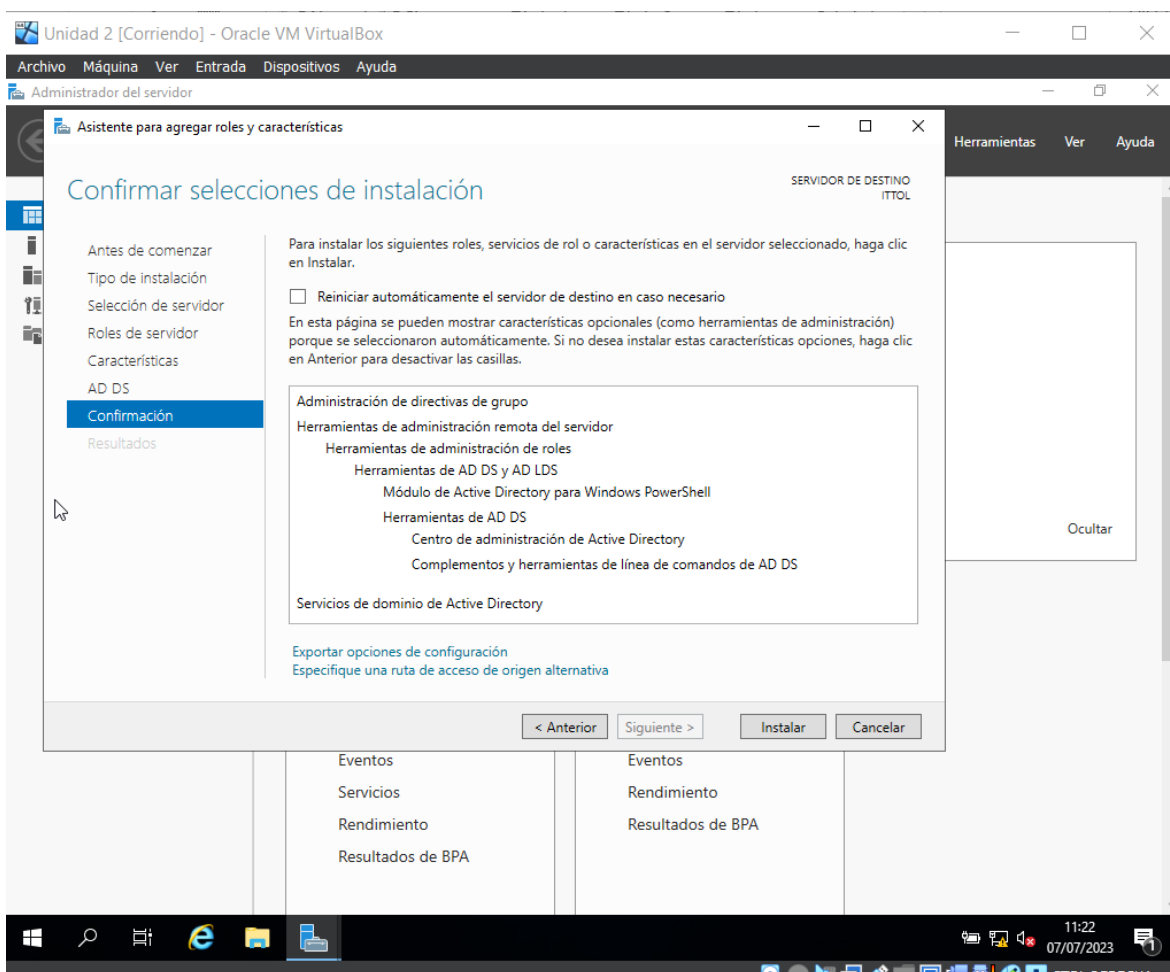 Unidad 2 [Corriendo] - Oracle VM VirtualBox
Archivo Máquina Ver Entrada Dispositivos Ayuda
Administrador del servidor
Asistente para agregar roles y características
Herramientas Ver Ayuda
Confirmar selecciones de instalación
SERVIDOR DE DESTINO
ITTOL
Antes de comenzar
Tipo de instalación
Selección de servidor
Roles de servidor
Características
AD DS
Confirmación
Resultados
Para instalar los siguientes roles, servicios de rol o características en el servidor seleccionado, haga clic
en Instalar.
Reiniciar automáticamente el servidor de destino en caso necesario
En esta página se pueden mostrar características opcionales (como herramientas de administración)
porque se seleccionaron automáticamente. Si no desea instalar estas características opciones, haga clic
en Anterior para desactivar las casillas.
Administración de directivas de grupo
Herramientas de administración remota del servidor
Herramientas de administración de roles
Herramientas de AD DS y AD LDS
Módulo de Active Directory para Windows PowerShell
Herramientas de AD DS
Centro de administración de Active Directory
Complementos y herramientas de línea de comandos de AD DS
Servicios de dominio de Active Directory
Exportar opciones de configuración
Especifique una ruta de acceso de origen alternativa
< Anterior Siguiente > Instalar Cancelar
Ocultar
Eventos
Servicios
Rendimiento
Resultados de BPA
Eventos
Rendimiento
Resultados de BPA
11:22
07/07/2023
1